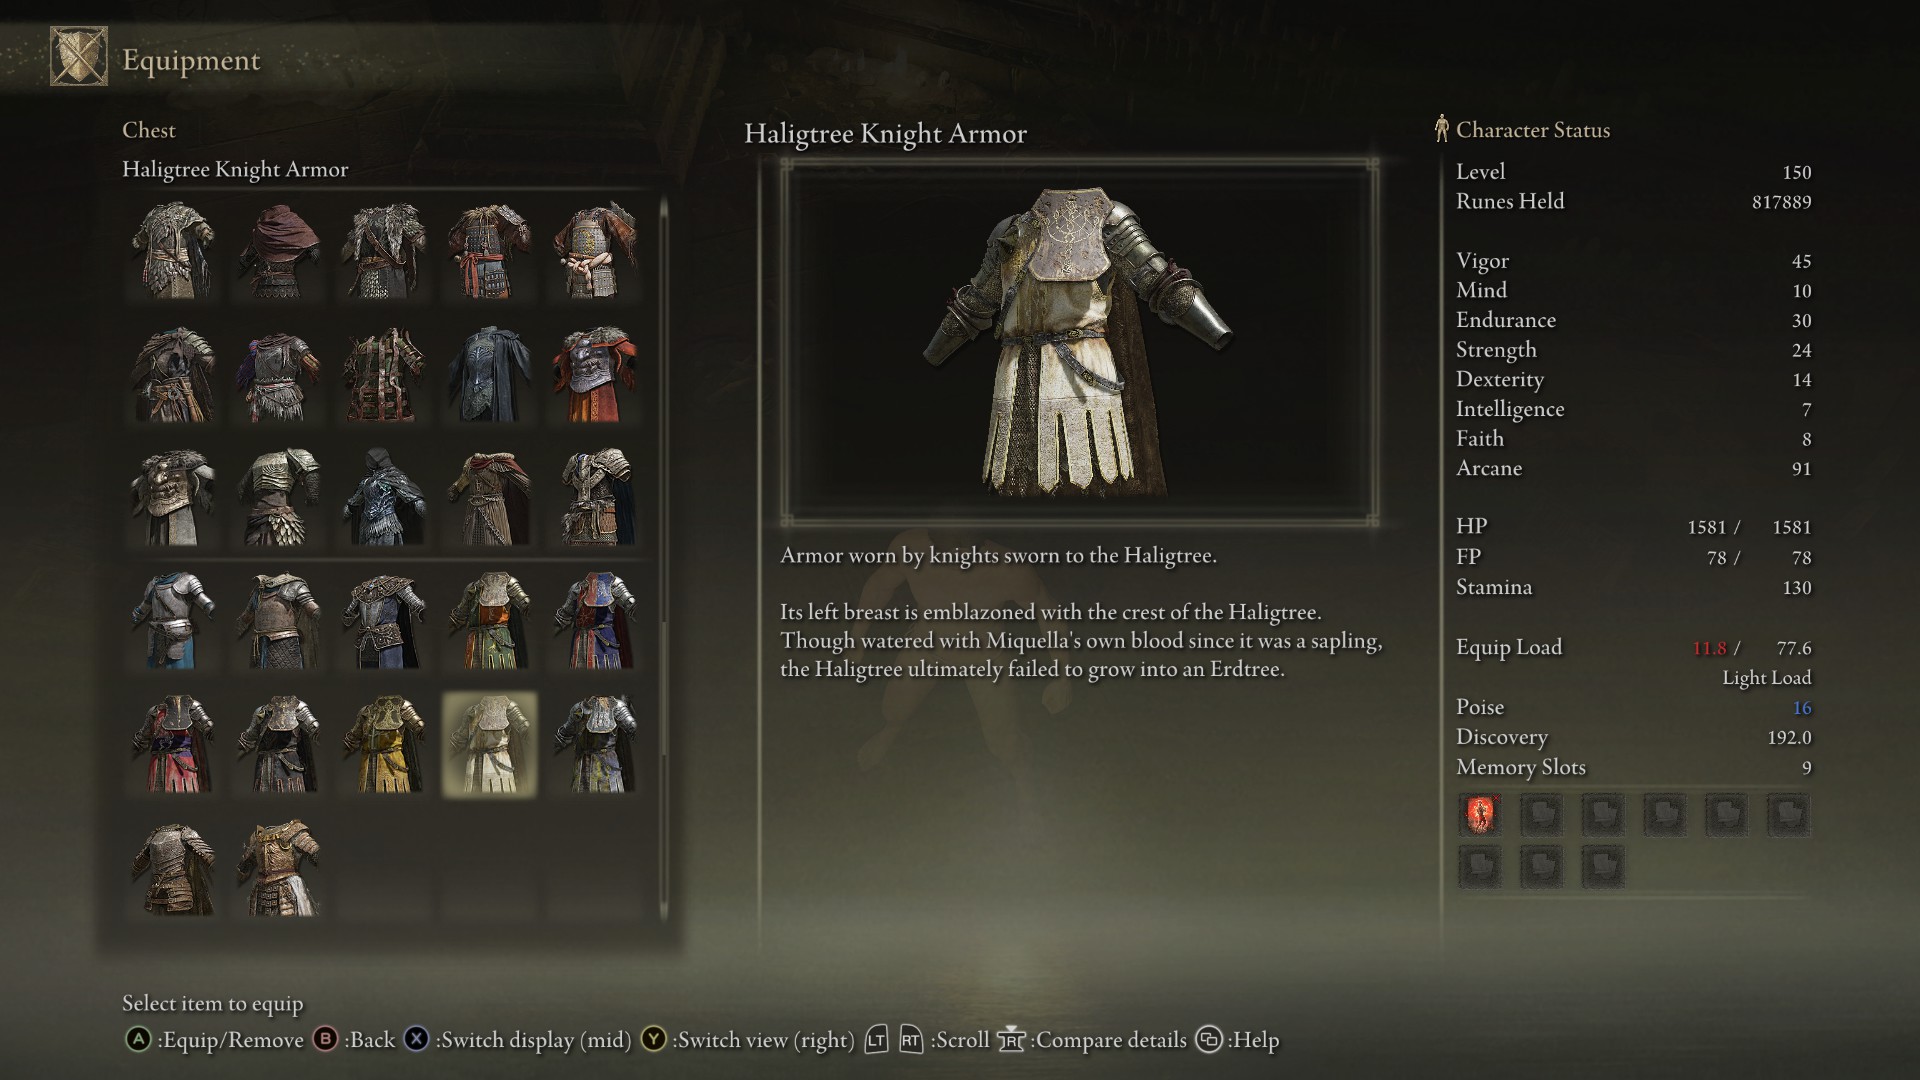 Equipment
Chest
Haligtree Knight Armor
Haligtree Knight Armor
Armor worn by knights sworn to the Haligtree.
Its left breast is emblazoned with the crest of the Haligtree.
Though watered with Miquella's own blood since it was a sapling,
the Haligtree ultimately failed to grow into an Erdtree.
Character Status
Level 150
Runes Held 817889
Vigor 45
Mind 10
Endurance 30
Strength 24
Dexterity 14
Intelligence 7
Faith 8
Arcane 91
HP 1581 / 1581
FP 78 / 78
Stamina 130
Equip Load 11.8 / 77.6
Light Load
Poise 16
Discovery 192.0
Memory Slots 9
Select item to equip
A :Equip/Remove B :Back X :Switch display (mid) Y :Switch view (right) LT RT :Scroll R :Compare details :Help